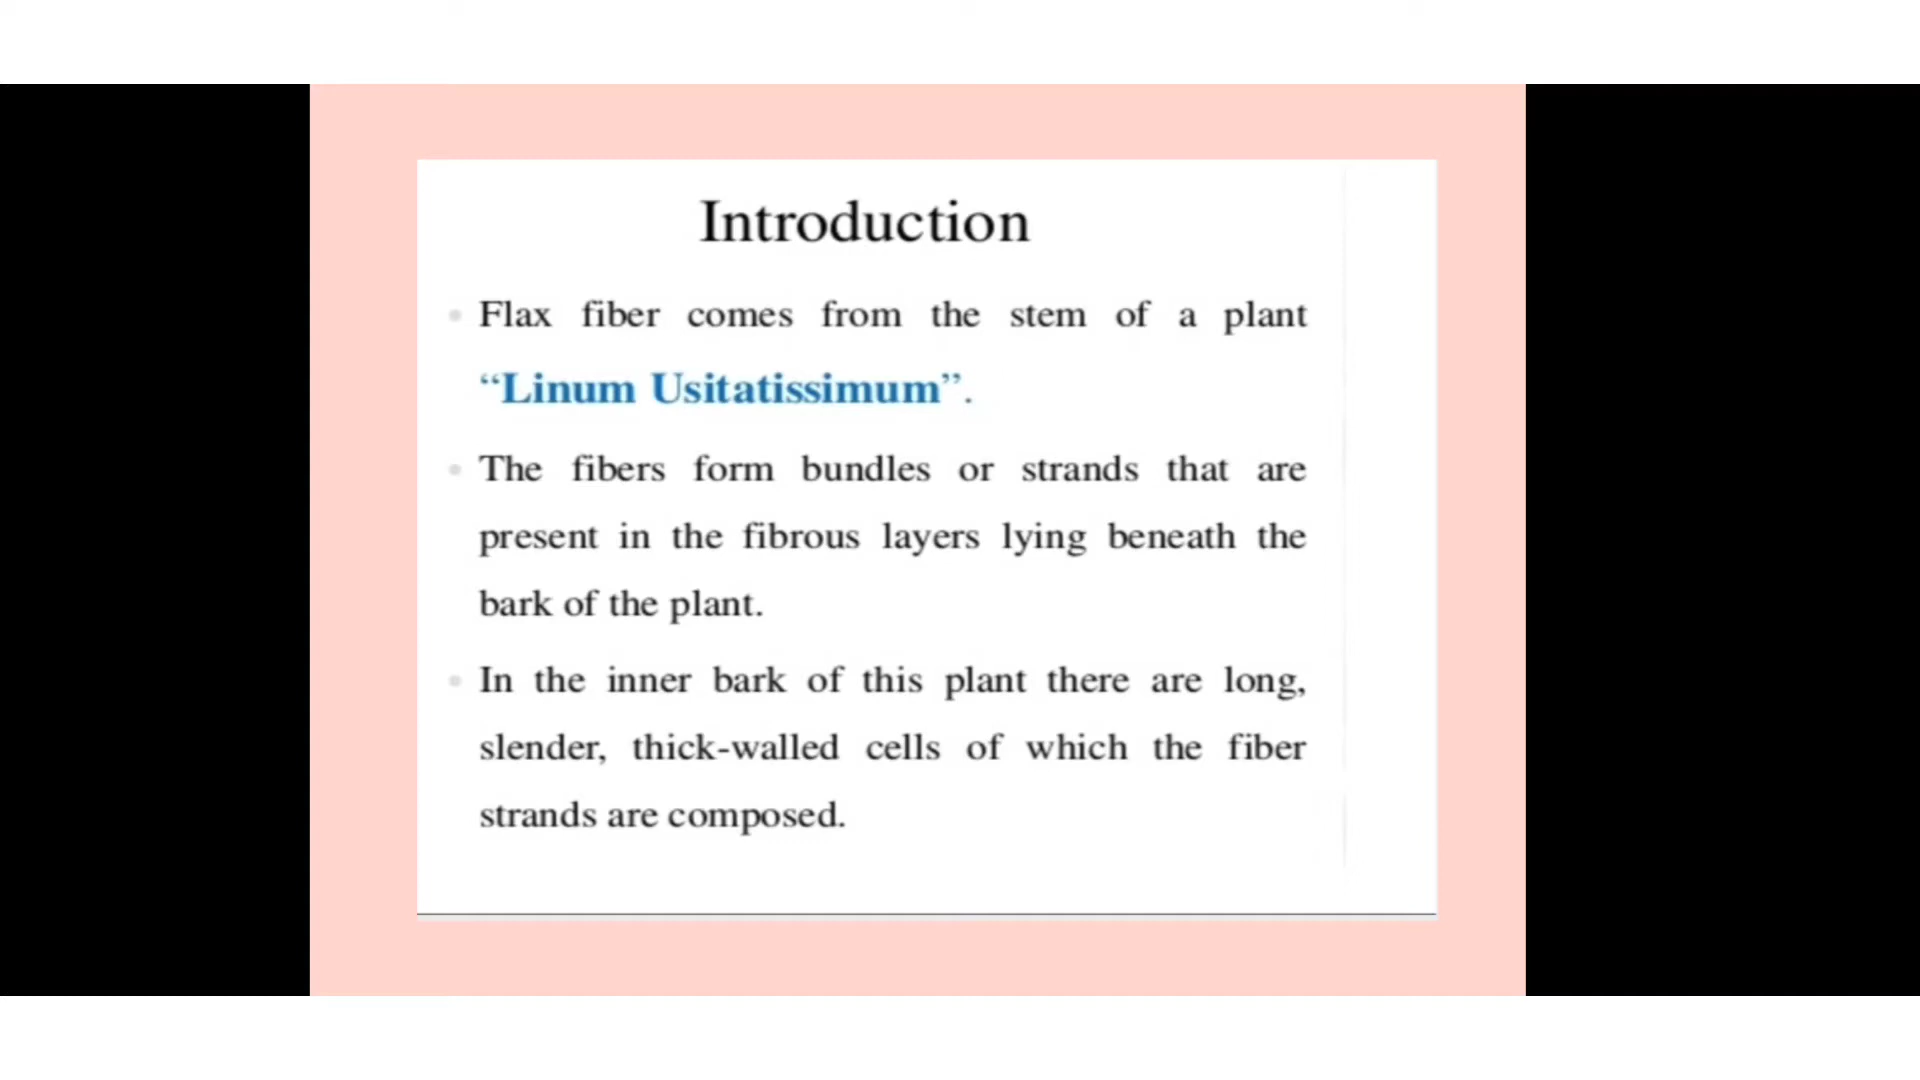 Introduction
Flax fiber comes from the stem of a plant
“Linum Usitatissimum”.
The fibers form bundles or strands that are
present in the fibrous layers lying beneath the
bark of the plant.
In the inner bark of this plant there are long,
slender, thick-walled cells of which the fiber
strands are composed.